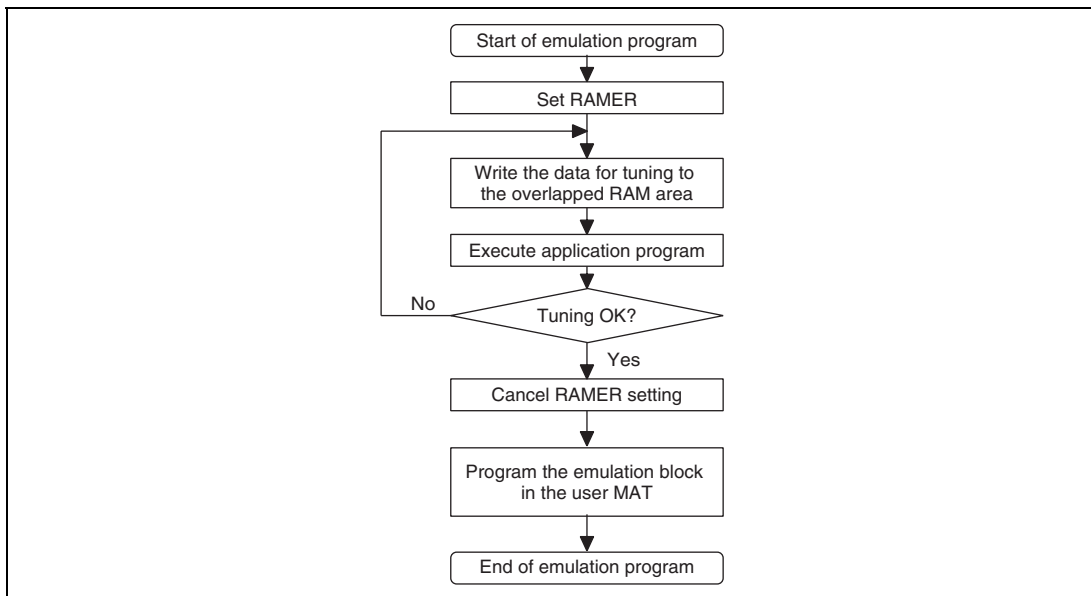 Start of emulation program
Set RAMER
Write the data for tuning to
the overlapped RAM area
Execute application program
No
Tuning OK?
Yes
Cancel RAMER setting
Program the emulation block
in the user MAT
End of emulation program